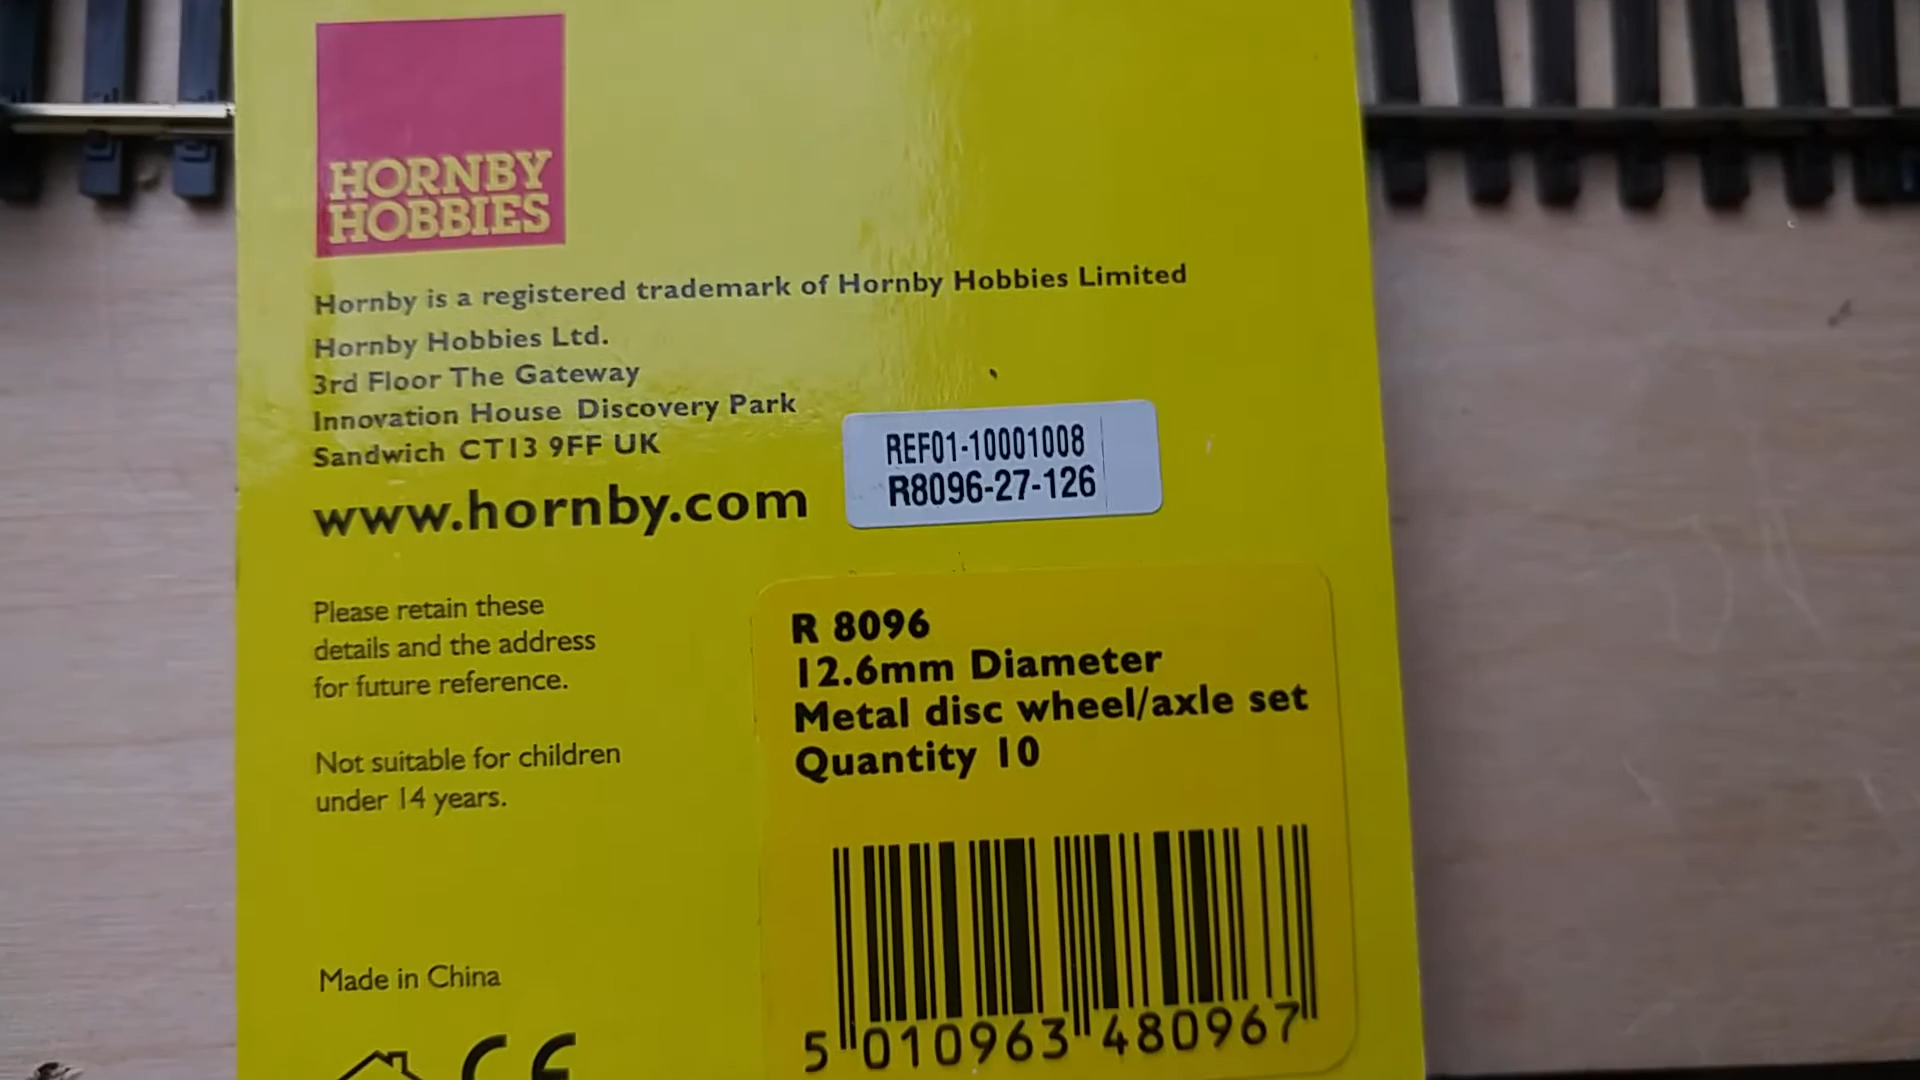 HORNBY
HOBBIES
Hornby is a registered trademark of Hornby Hobbies Limited
Hornby Hobbies Ltd.
3rd Floor The Gateway
Innovation House Discovery Park
Sandwich CT13 9FF UK
www.hornby.com
REF01-10001008
R8096-27-126
Please retain these
details and the address
for future reference.
Not suitable for children
under 14 years.
Made in China
CE
R 8096
12.6mm Diameter
Metal disc wheel/axle set
Quantity 10
5 010963 480967